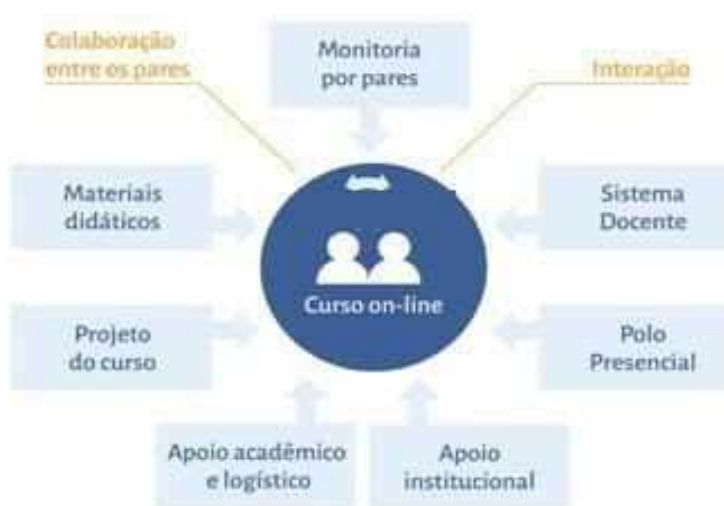 Colaboração
entre os pares
Monitoria
por pares
Interação
Materiais
didáticos
Sistema
Docente
Curso on-line
Projeto
do curso
Polo
Presencial
Apoio acadêmico
e logístico
Apoio
institucional